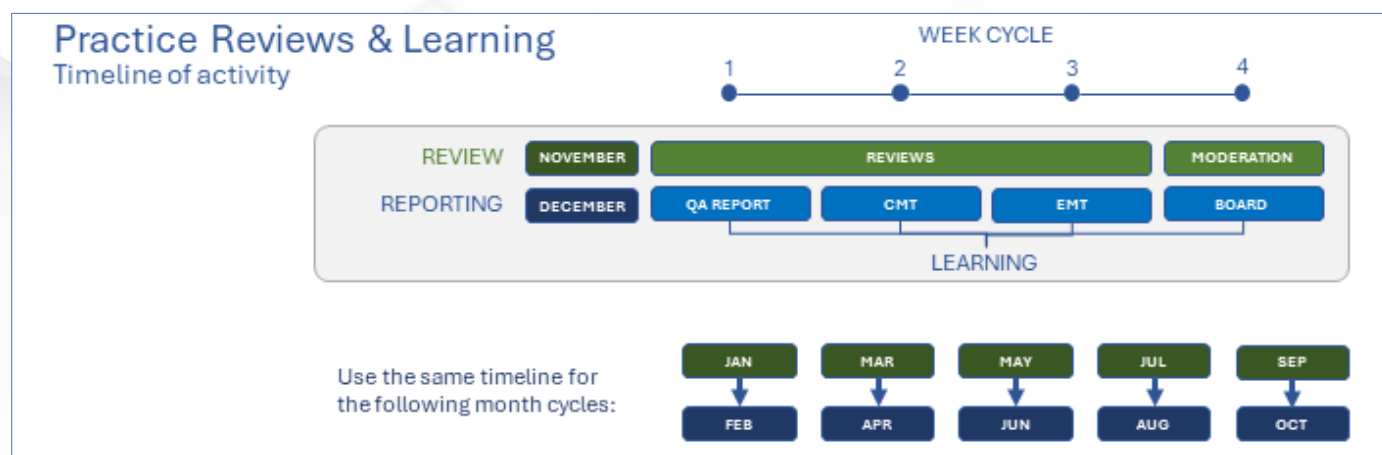 Practice Reviews & Learning
Timeline of activity
WEEK CYCLE
1 2 3 4
REVIEW NOVEMBER REVIEWS MODERATION
REPORTING DECEMBER QA REPORT CMT EMT BOARD
LEARNING
Use the same timeline for
the following month cycles:
JAN MAR MAY JUL SEP
FEB APR JUN AUG OCT